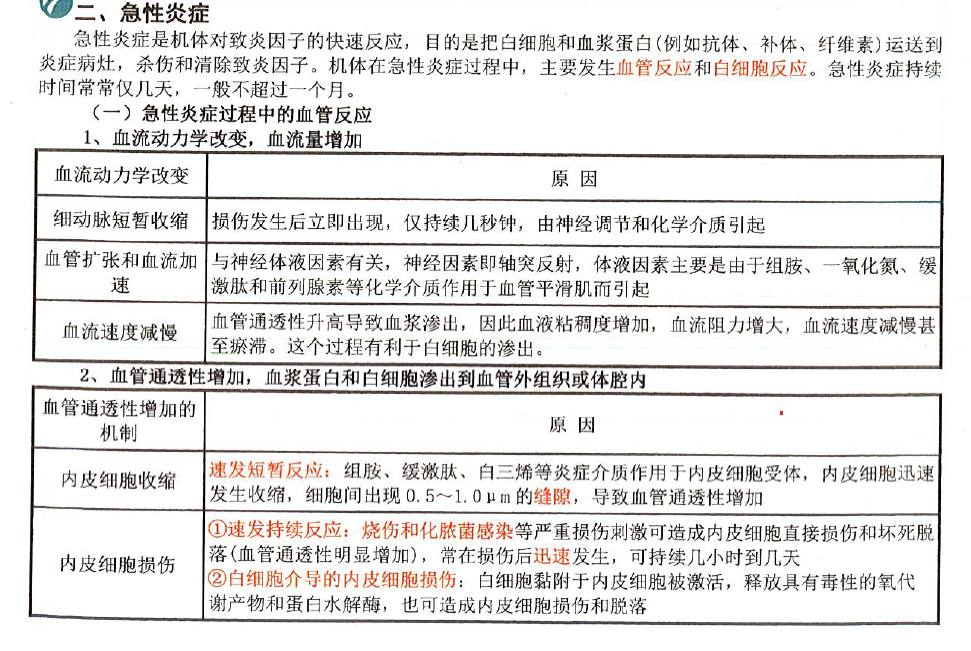 二、急性炎症
急性炎症是机体对致炎因子的快速反应，目的是把白细胞和血浆蛋白(例如抗体、补体、纤维素)运送到
炎症病灶，杀伤和清除致炎因子。机体在急性炎症过程中，主要发生血管反应和白细胞反应。急性炎症持续
时间常常仅几天，一般不超过一个月。
（一）急性炎症过程中的血管反应
1、血流动力学改变，血流量增加
血流动力学改变
原 因
细动脉短暂收缩
损伤发生后立即出现，仅持续几秒钟，由神经调节和化学介质引起
血管扩张和血流加
速
与神经体液因素有关，神经因素即轴突反射，体液因素主要是由于组胺、一氧化氮、缓
激肽和前列腺素等化学介质作用于血管平滑肌而引起
血流速度减慢
血管通透性升高导致血浆渗出，因此血液粘稠度增加，血流阻力增大，血流速度减慢甚
至瘀滞。这个过程有利于白细胞的渗出。
2、血管通透性增加，血浆蛋白和白细胞渗出到血管外组织或体腔内
血管通透性增加的
机制
原 因
内皮细胞收缩
速发短暂反应：组胺、缓激肽、白三烯等炎症介质作用于内皮细胞受体，内皮细胞迅速
发生收缩，细胞间出现 0.5～1.0μm 的缝隙，导致血管通透性增加
内皮细胞损伤
①速发持续反应：烧伤和化脓菌感染等严重损伤刺激可造成内皮细胞直接损伤和坏死脱
落(血管通透性明显增加)，常在损伤后迅速发生，可持续几小时到几天
②白细胞介导的内皮细胞损伤：白细胞黏附于内皮细胞被激活，释放具有毒性的氧代
谢产物和蛋白水解酶，也可造成内皮细胞损伤和脱落